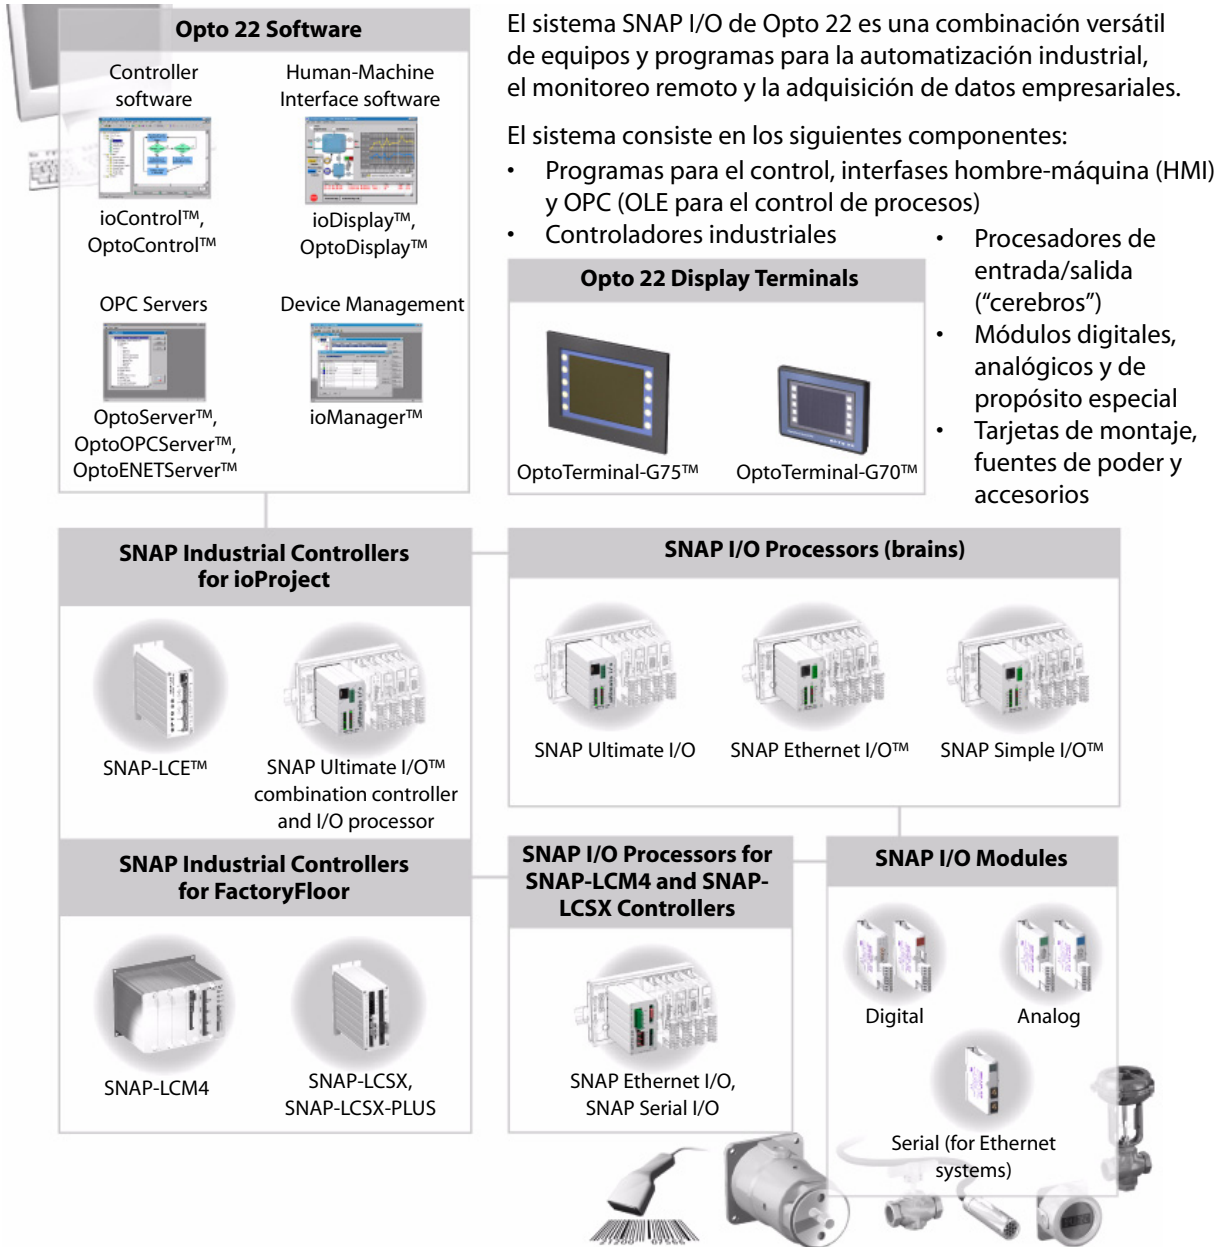 El sistema SNAP I/O de Opto 22 es una combinación versátil
de equipos y programas para la automatización industrial,
el monitoreo remoto y la adquisición de datos empresariales.
El sistema consiste en los siguientes componentes:
• Programas para el control, interfases hombre-máquina (HMI)
y OPC (OLE para el control de procesos)
• Controladores industriales
• Procesadores de
entrada/salida
(“cerebros”)
• Módulos digitales,
analógicos y de
propósito especial
• Tarjetas de montaje,
fuentes de poder y
accesorios
Opto 22 Software
Controller
software
ioControl™,
OptoControl™
Human-Machine
Interface software
ioDisplay™,
OptoDisplay™
OPC Servers
OptoServer™,
OptoOPCServer™,
OptoENETServer™
Device Management
ioManager™
Opto 22 Display Terminals
OptoTerminal-G75™
OptoTerminal-G70™
SNAP Industrial Controllers
for ioProject
SNAP-LCE™
SNAP Ultimate I/O™
combination controller
and I/O processor
SNAP I/O Processors (brains)
SNAP Ultimate I/O
SNAP Ethernet I/O™
SNAP Simple I/O™
SNAP Industrial Controllers
for FactoryFloor
SNAP-LCM4
SNAP-LCSX,
SNAP-LCSX-PLUS
SNAP I/O Processors for
SNAP-LCM4 and SNAP-
LCSX Controllers
SNAP Ethernet I/O,
SNAP Serial I/O
SNAP I/O Modules
Digital
Analog
Serial (for Ethernet
systems)